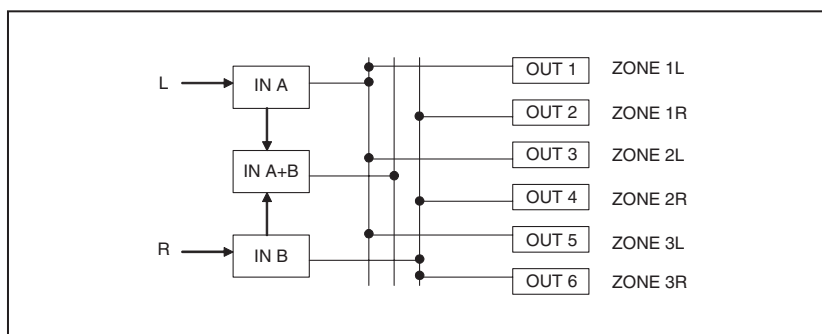 L
IN A
OUT 1 ZONE 1L
OUT 2 ZONE 1R
IN A+B
OUT 3 ZONE 2L
OUT 4 ZONE 2R
R
IN B
OUT 5 ZONE 3L
OUT 6 ZONE 3R